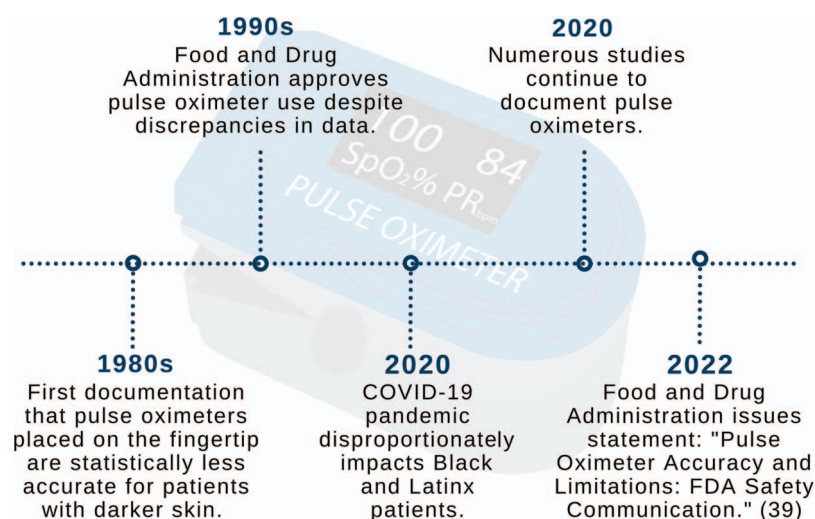 1990s
Food and Drug
Administration approves
pulse oximeter use despite
discrepancies in data.
2020
Numerous studies
continue to
document pulse
oximeters.
100 84
SpO₂% PRbpm
PULSE OXIMETER
1980s
First documentation
that pulse oximeters
placed on the fingertip
are statistically less
accurate for patients
with darker skin.
2020
COVID-19
pandemic
disproportionately
impacts Black
and Latinx
patients.
2022
Food and Drug
Administration issues
statement: "Pulse
Oximeter Accuracy and
Limitations: FDA Safety
Communication." (39)